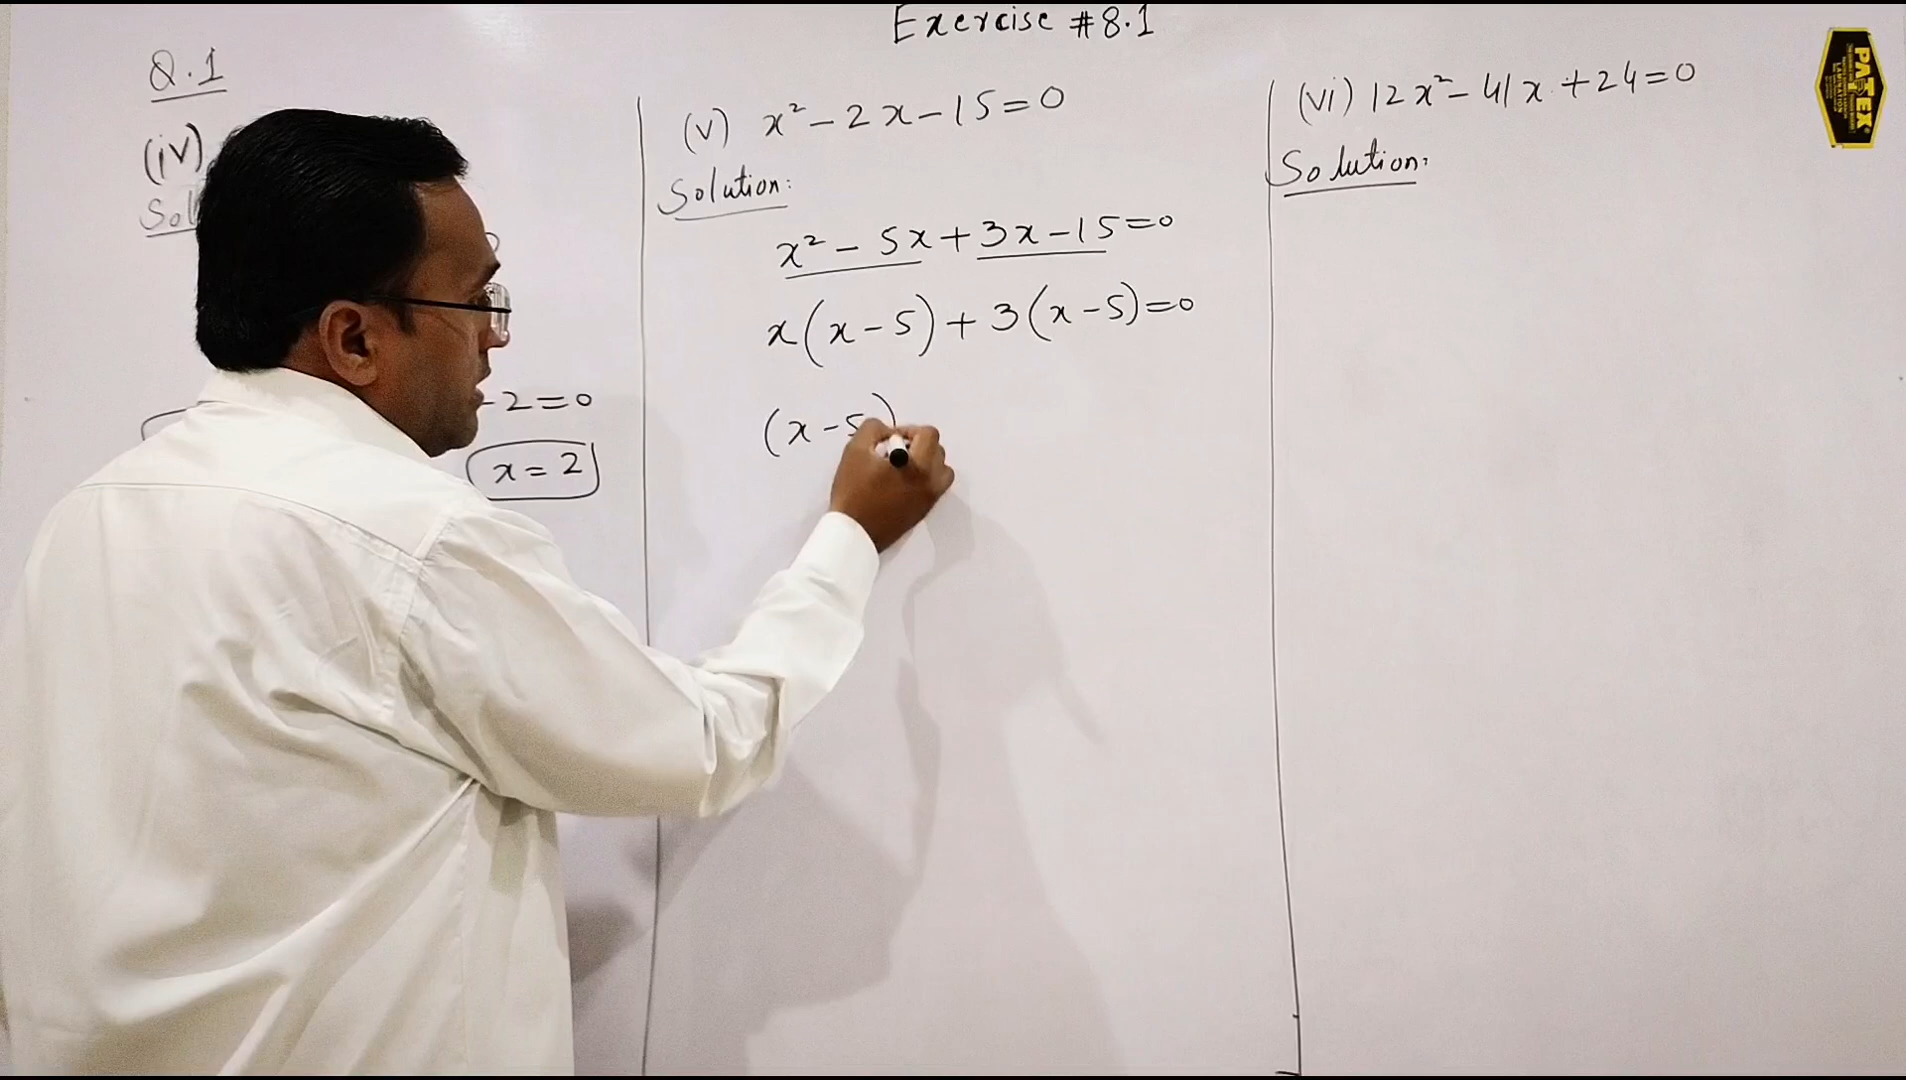 Exercise #8.1
Q.1
(iv)
Sol
-2=0
x=2
(v) x²-2x-15=0
Solution:
x²-5x+3x-15=0
x(x-5)+3(x-5)=0
(x-5)
(vi) 12x²-41x+24=0
Solution:
PATEX